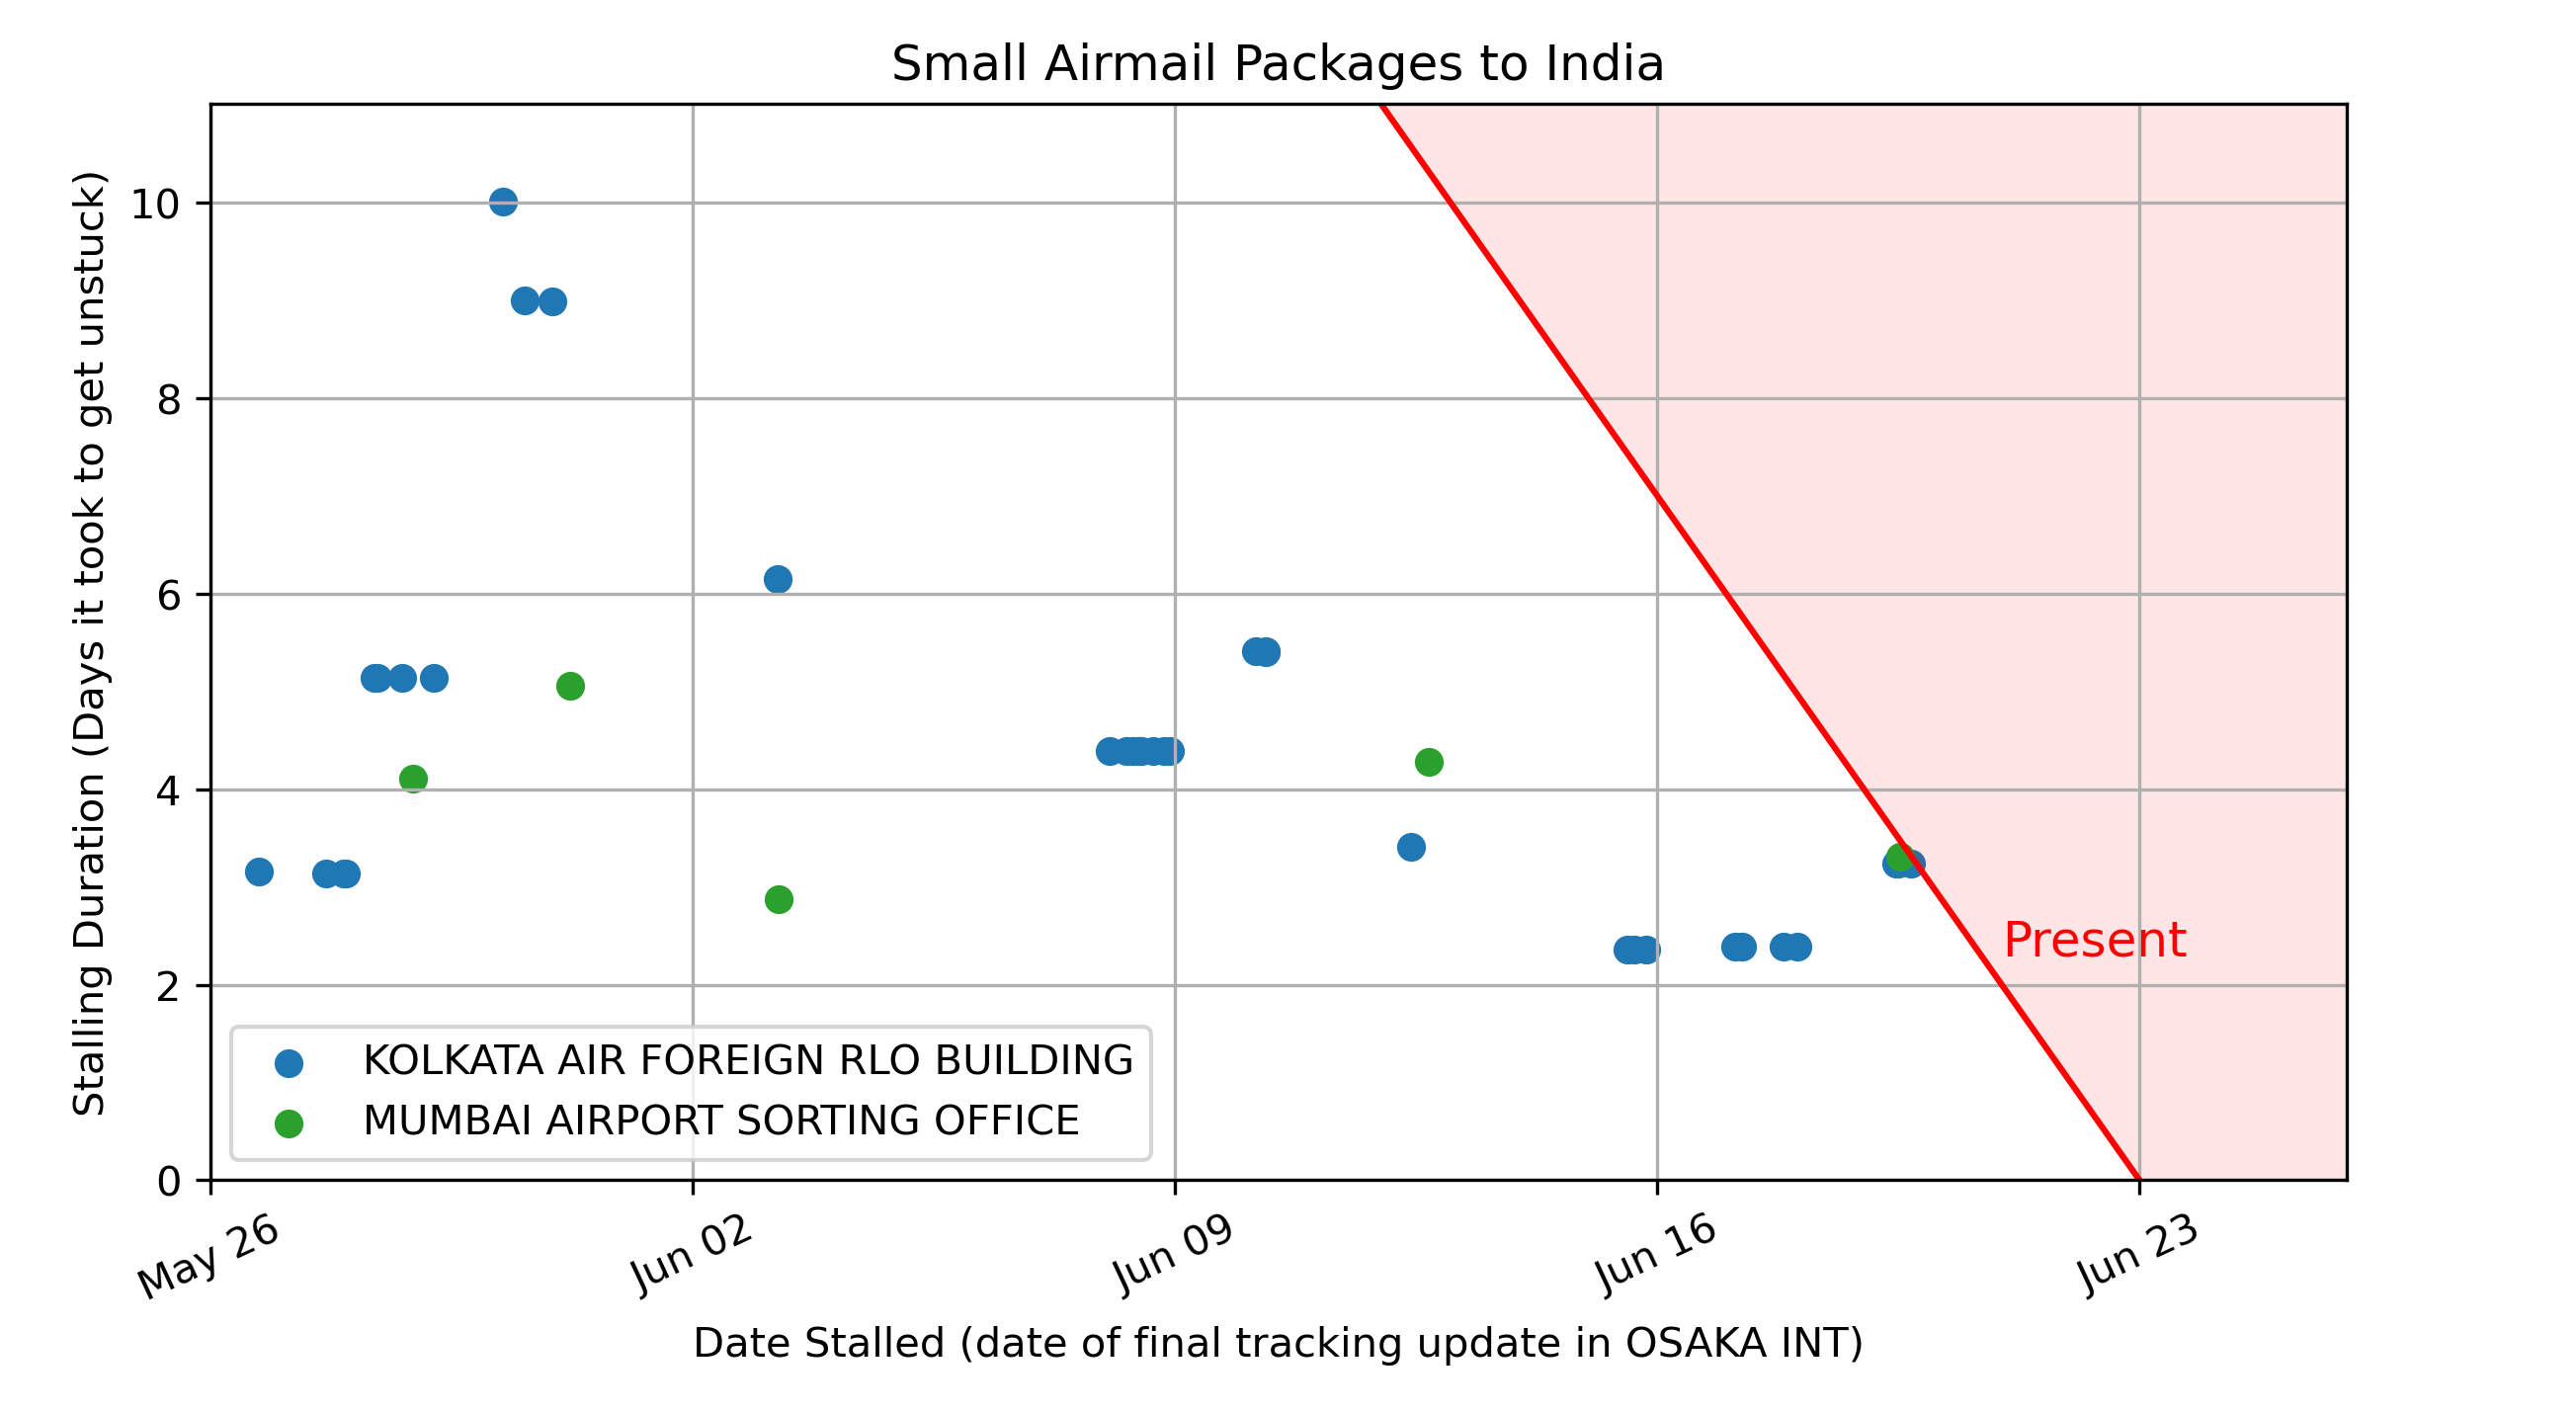 Small Airmail Packages to India
Stalling Duration (Days it took to get unstuck)
10
8
6
4
2
0
Present
KOLKATA AIR FOREIGN RLO BUILDING
MUMBAI AIRPORT SORTING OFFICE
May 26
Jun 02
Jun 09
Jun 16
Jun 23
Date Stalled (date of final tracking update in OSAKA INT)